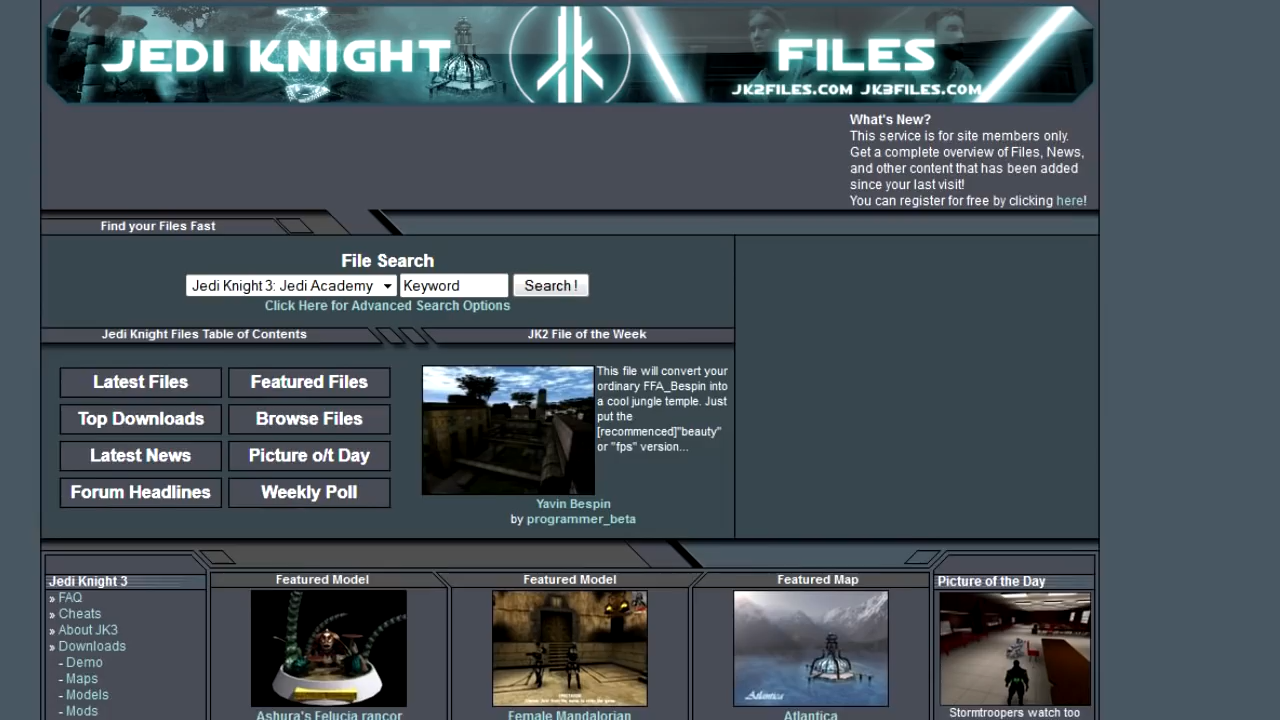 JEDI KNIGHT
FILES
JK2FILES.COM JK3FILES.COM
What's New?
This service is for site members only.
Get a complete overview of Files, News,
and other content that has been added
since your last visit!
You can register for free by clicking here!
Find your Files Fast
File Search
Jedi Knight 3: Jedi Academy
Keyword
Search !
Click Here for Advanced Search Options
Jedi Knight Files Table of Contents
JK2 File of the Week
Latest Files
Featured Files
Top Downloads
Browse Files
Latest News
Picture o/t Day
Forum Headlines
Weekly Poll
This file will convert your
ordinary FFA_Bespin into
a cool jungle temple. Just
put the
[recommenced]"beauty"
or "fps" version...
Yavin Bespin
by programmer_beta
Jedi Knight 3
» FAQ
» Cheats
» About JK3
» Downloads
- Demo
- Maps
- Models
- Mods
Featured Model
Ashura's Felucia rancor
Featured Model
Female Mandalorian
Featured Map
Atlantica
Atlantica
Picture of the Day
Stormtroopers watch too